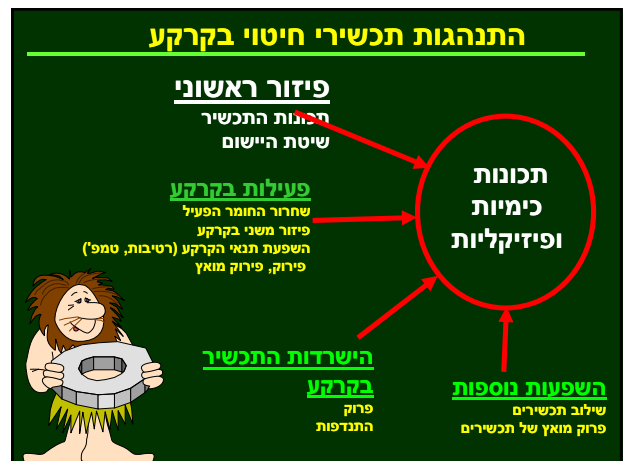 התנהגות תכשירי חיטוי בקרקע
פיזור ראשוני
תכונות התכשיר
שיטת היישום
תכונות
כימיות
ופיזיקליות
פעילות בקרקע
שחרור החומר הפעיל
פיזור משני בקרקע
השפעת תנאי הקרקע (רטיבות, טמפ')
פירוק, פירוק מואץ
הישרדות התכשיר
בקרקע
פרוק
התנדפות
השפעות נוספות
שילוב תכשירים
פרוק מואץ של תכשירים